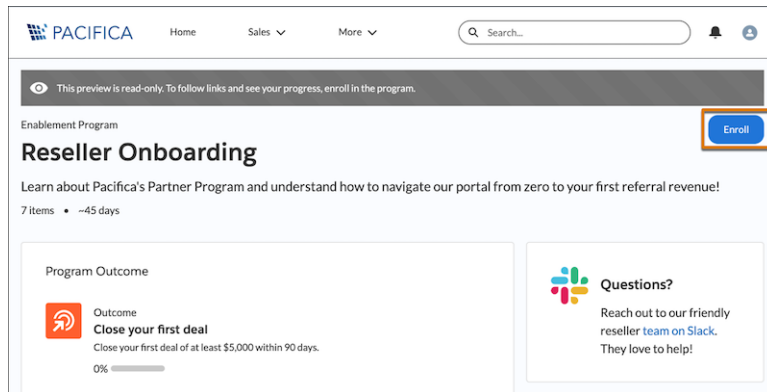 PACIFICA
Home
Sales
More
Search...
This preview is read-only. To follow links and see your progress, enroll in the program.
Enablement Program
Enroll
Reseller Onboarding
Learn about Pacifica's Partner Program and understand how to navigate our portal from zero to your first referral revenue!
7 items • ~45 days
Program Outcome
Outcome
Close your first deal
Close your first deal of at least $5,000 within 90 days.
0%
Questions?
Reach out to our friendly
reseller team on Slack.
They love to help!